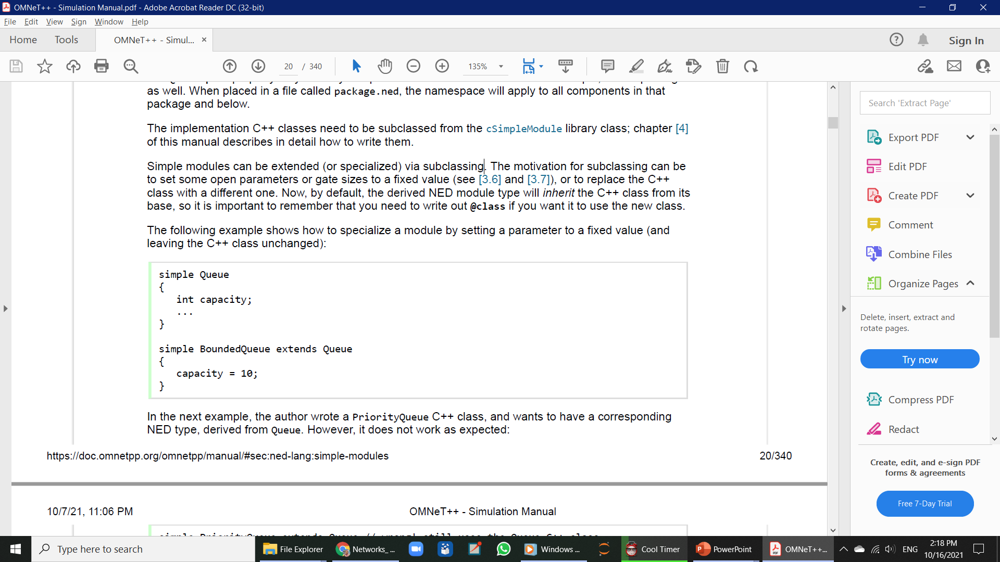 OMNeT++ - Simulation Manual.pdf - Adobe Acrobat Reader DC (32-bit)
File Edit View Sign Window Help
Home Tools OMNeT++ - Simul... × Sign In
20 / 340 135%
as well. When placed in a file called package.ned, the namespace will apply to all components in that
package and below.
The implementation C++ classes need to be subclassed from the cSimpleModule library class; chapter [4]
of this manual describes in detail how to write them.
Simple modules can be extended (or specialized) via subclassing. The motivation for subclassing can be
to set some open parameters or gate sizes to a fixed value (see [3.6] and [3.7]), or to replace the C++
class with a different one. Now, by default, the derived NED module type will inherit the C++ class from its
base, so it is important to remember that you need to write out @class if you want it to use the new class.
The following example shows how to specialize a module by setting a parameter to a fixed value (and
leaving the C++ class unchanged):
simple Queue
{
int capacity;
...
}
simple BoundedQueue extends Queue
{
capacity = 10;
}
In the next example, the author wrote a PriorityQueue C++ class, and wants to have a corresponding
NED type, derived from Queue. However, it does not work as expected:
https://doc.omnetpp.org/omnetpp/manual/#sec:ned-lang:simple-modules 20/340
10/7/21, 11:06 PM OMNeT++ - Simulation Manual
simple PriorityQueue extends Queue // wrong! still uses the Queue C++ class
Search 'Extract Page'
Export PDF
Edit PDF
Create PDF
Comment
Combine Files
Organize Pages
Delete, insert, extract and
rotate pages.
Try now
Compress PDF
Redact
Create, edit, and e-sign PDF
forms & agreements
Free 7-Day Trial
Type here to search File Explorer Networks_ ... Windows ... Cool Timer PowerPoint OMNeT++... ENG 2:18 PM
10/16/2021